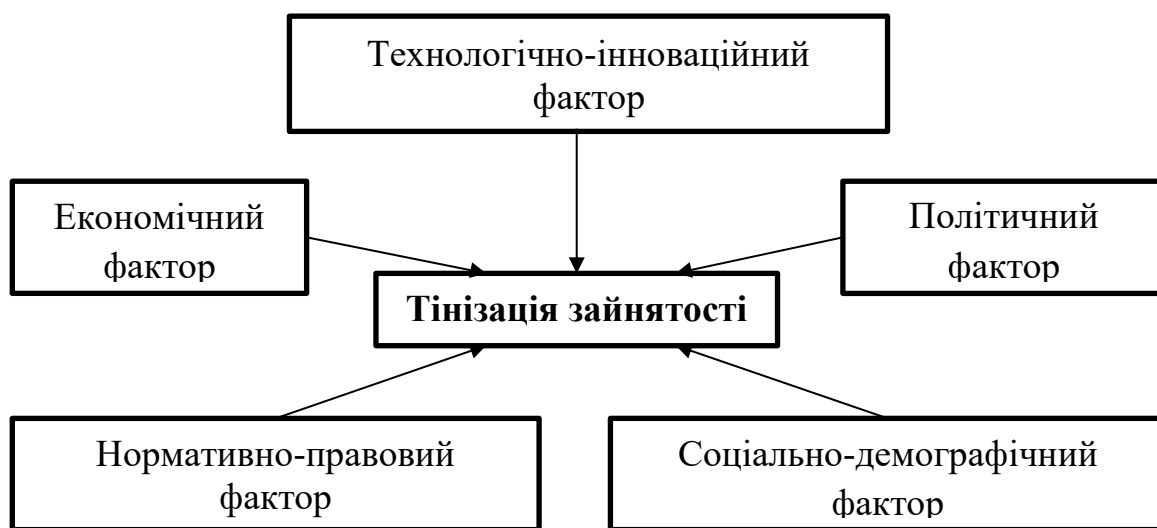 Технологічно-інноваційний
фактор
Економічний
фактор
Політичний
фактор
Тінізація зайнятості
Нормативно-правовий
фактор
Соціально-демографічний
фактор